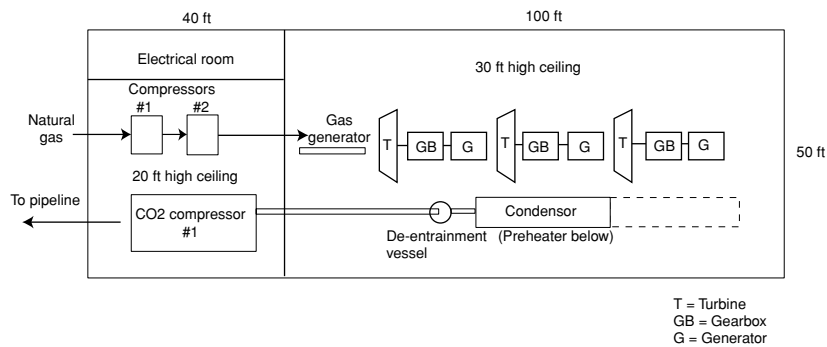 40 ft
100 ft
Electrical room
30 ft high ceiling
Compressors
#1
#2
Natural
gas
Gas
generator
T
GB
G
T
GB
G
T
GB
G
50 ft
20 ft high ceiling
To pipeline
CO2 compressor
#1
Condensor
De-entrainment
vessel
(Preheater below)
T = Turbine
GB = Gearbox
G = Generator